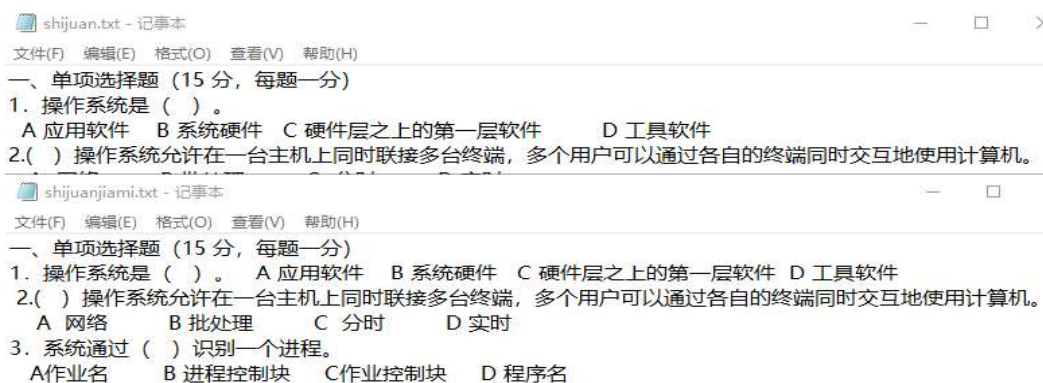 shijuan.txt - 记事本
文件(F) 编辑(E) 格式(O) 查看(V) 帮助(H)
一、单项选择题（15 分，每题一分）
1．操作系统是（ ）。
A 应用软件 B 系统硬件 C 硬件层之上的第一层软件 D 工具软件
2.( ）操作系统允许在一台主机上同时联接多台终端，多个用户可以通过各自的终端同时交互地使用计算机。
shijuanjiami.txt - 记事本
文件(F) 编辑(E) 格式(O) 查看(V) 帮助(H)
一、单项选择题（15 分，每题一分）
1．操作系统是（ ）。 A 应用软件 B 系统硬件 C 硬件层之上的第一层软件 D 工具软件
2.( ）操作系统允许在一台主机上同时联接多台终端，多个用户可以通过各自的终端同时交互地使用计算机。
A 网络 B 批处理 C 分时 D 实时
3．系统通过（ ）识别一个进程。
A作业名 B 进程控制块 C作业控制块 D 程序名